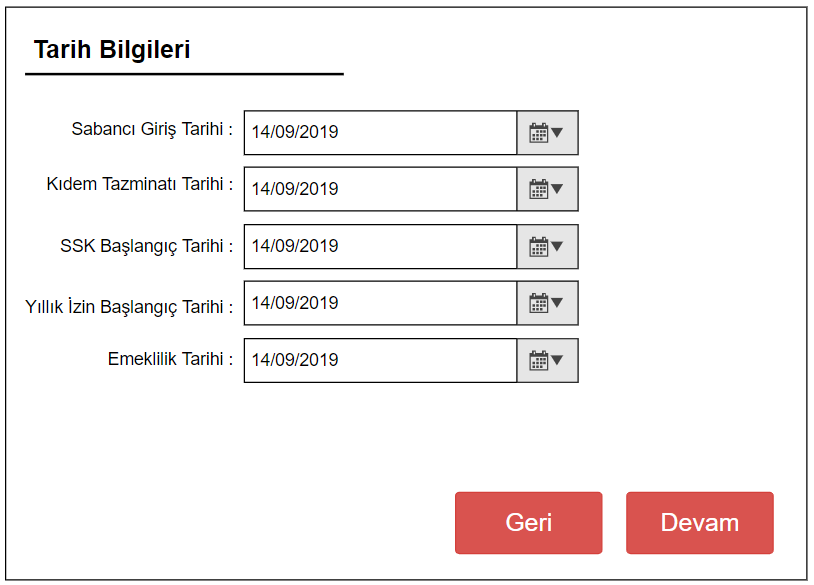 Tarih Bilgileri
Sabancı Giriş Tarihi : 14/09/2019
Kıdem Tazminatı Tarihi : 14/09/2019
SSK Başlangıç Tarihi : 14/09/2019
Yıllık İzin Başlangıç Tarihi : 14/09/2019
Emeklilik Tarihi : 14/09/2019
Geri Devam